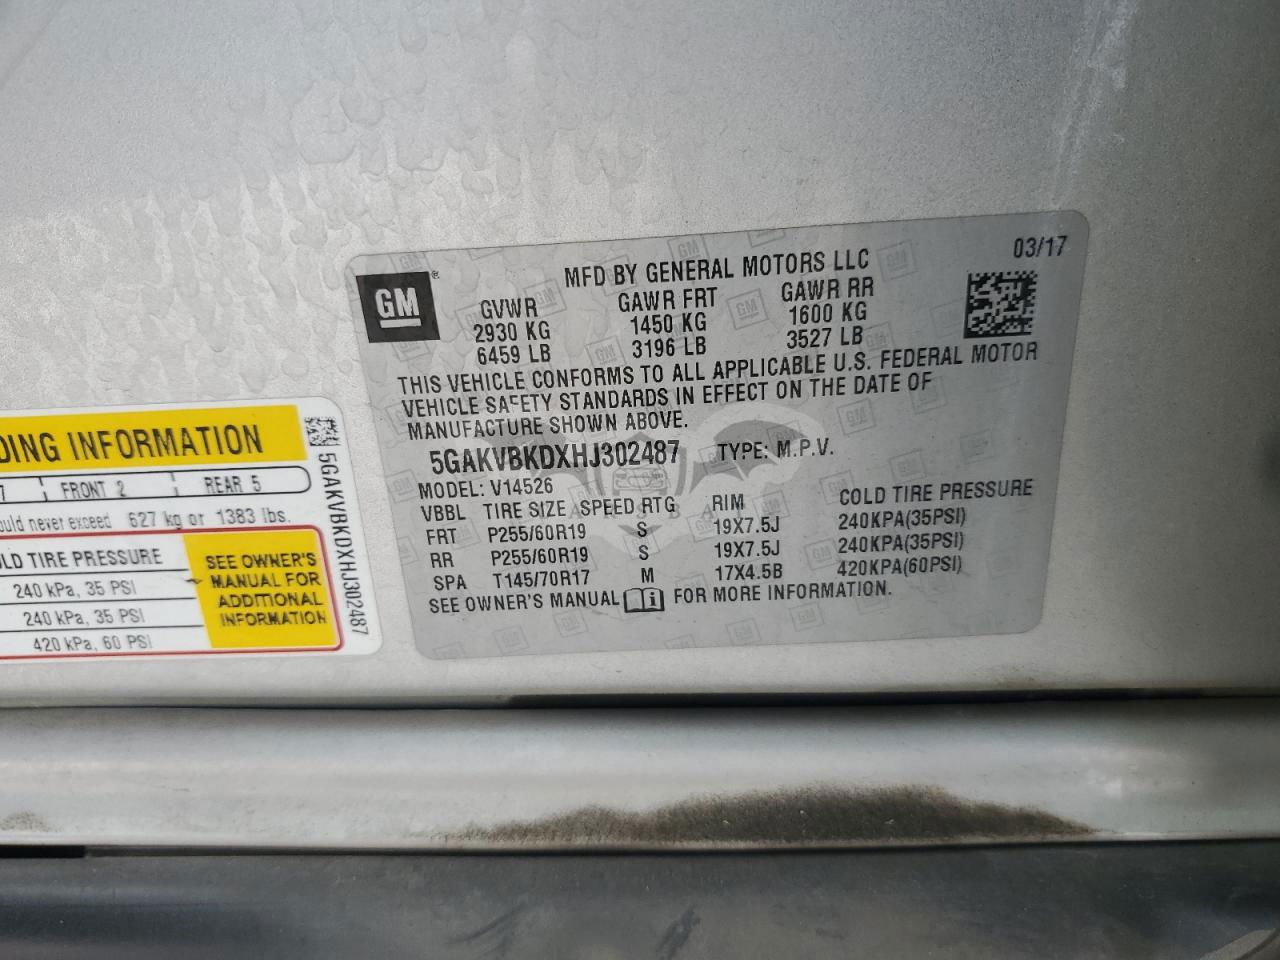 GM
MFD BY GENERAL MOTORS LLC
03/17
GVWR GAWR FRT GAWR RR
2930 KG 1450 KG 1600 KG
6459 LB 3196 LB 3527 LB
THIS VEHICLE CONFORMS TO ALL APPLICABLE U.S. FEDERAL MOTOR
VEHICLE SAFETY STANDARDS IN EFFECT ON THE DATE OF
MANUFACTURE SHOWN ABOVE.
5GAKVBKDXHJ302487 TYPE: M.P.V.
MODEL: V14526
VBBL TIRE SIZE SPEED RTG RIM COLD TIRE PRESSURE
FRT P255/60R19 S 19X7.5J 240KPA(35PSI)
RR P255/60R19 S 19X7.5J 240KPA(35PSI)
SPA T145/70R17 M 17X4.5B 420KPA(60PSI)
SEE OWNER'S MANUAL FOR MORE INFORMATION.
DING INFORMATION
7 FRONT 2 REAR 5
ould never exceed 627 kg or 1383 lbs.
LD TIRE PRESSURE
240 kPa, 35 PSI
240 kPa, 35 PSI
420 kPa, 60 PSI
SEE OWNER'S
MANUAL FOR
ADDITIONAL
INFORMATION
5GAKVBKDXHJ302487